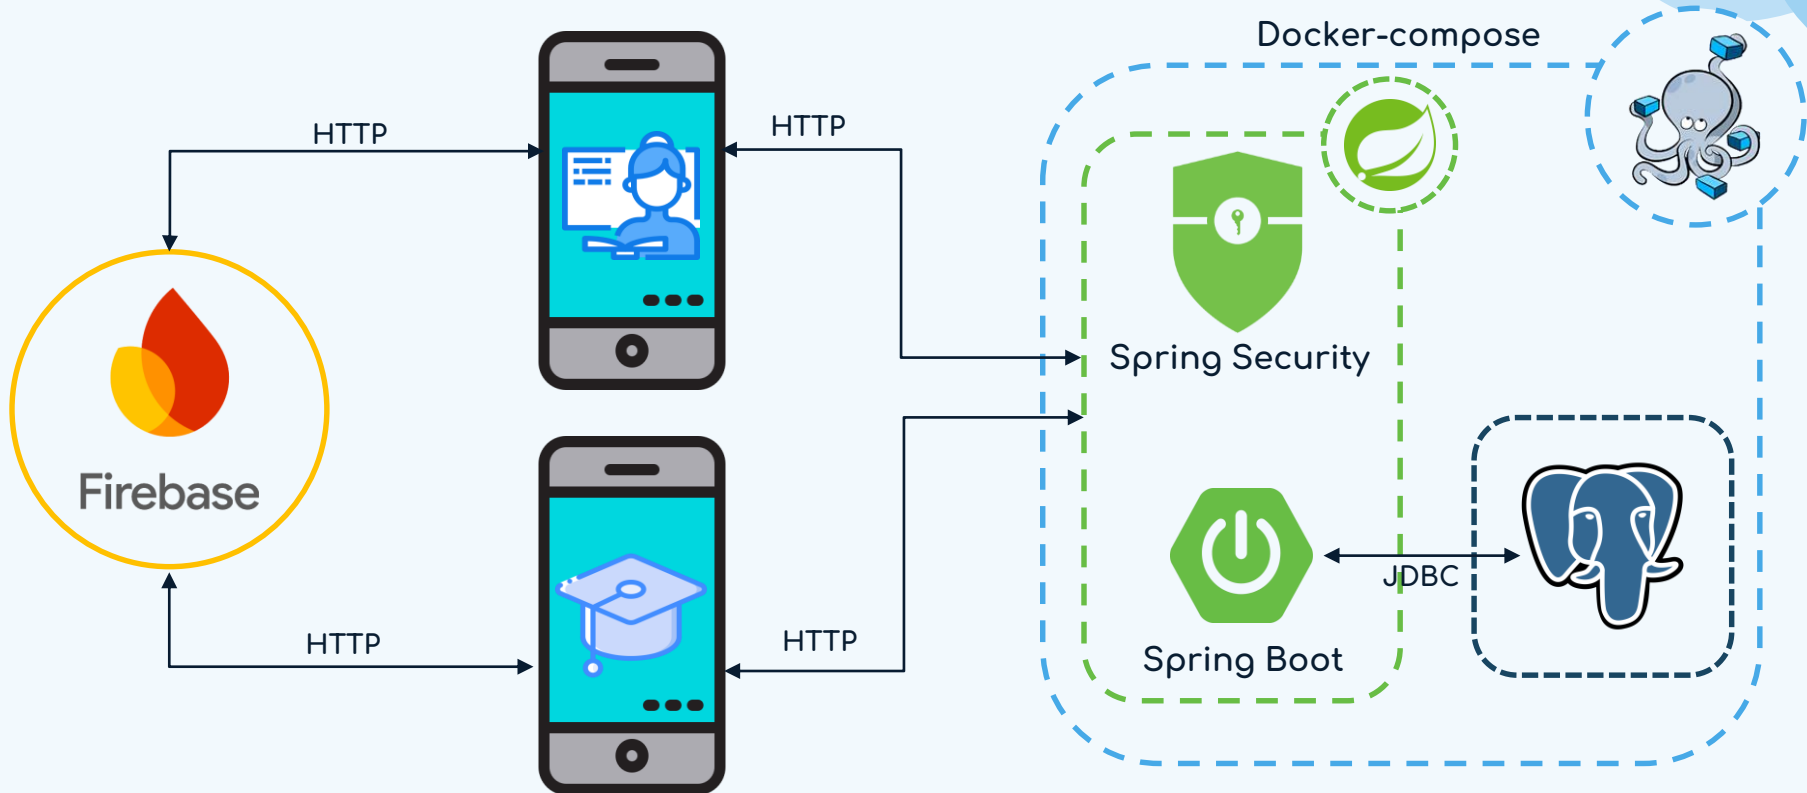 Docker-compose
HTTP
HTTP
Spring Security
Firebase
JDBC
HTTP
HTTP
Spring Boot